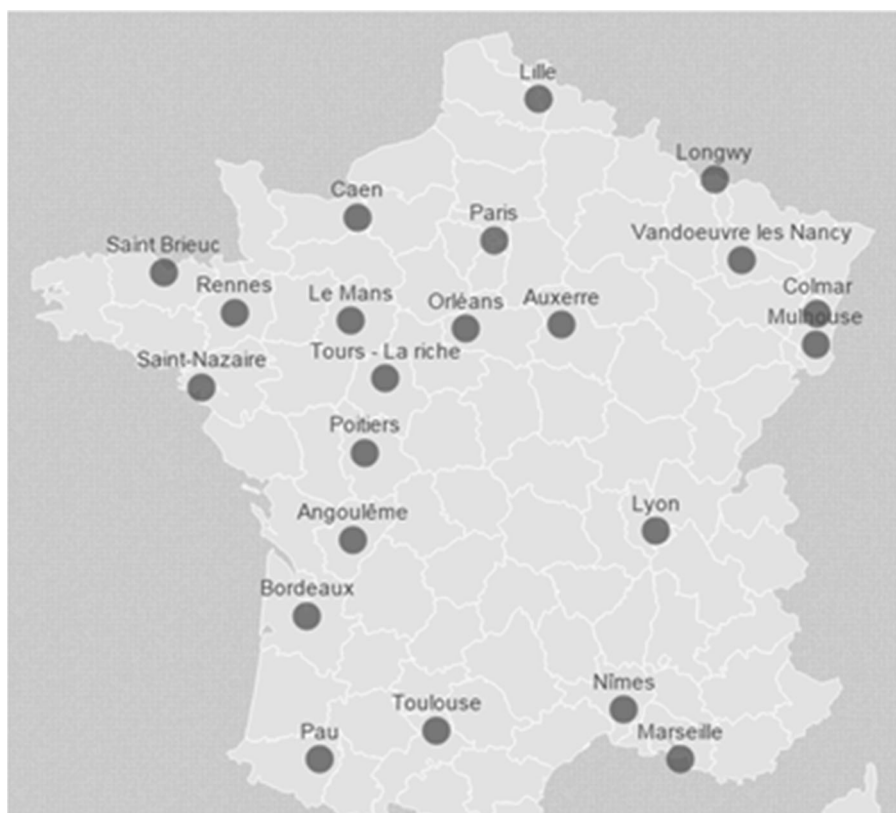 Lille
Longwy
Caen
Paris
Vandoeuvre les Nancy
Saint Brieuc
Rennes
Le Mans
Orléans
Auxerre
Colmar
Mulhouse
Saint-Nazaire
Tours - La riche
Poitiers
Angoulême
Lyon
Bordeaux
Nîmes
Toulouse
Pau
Marseille